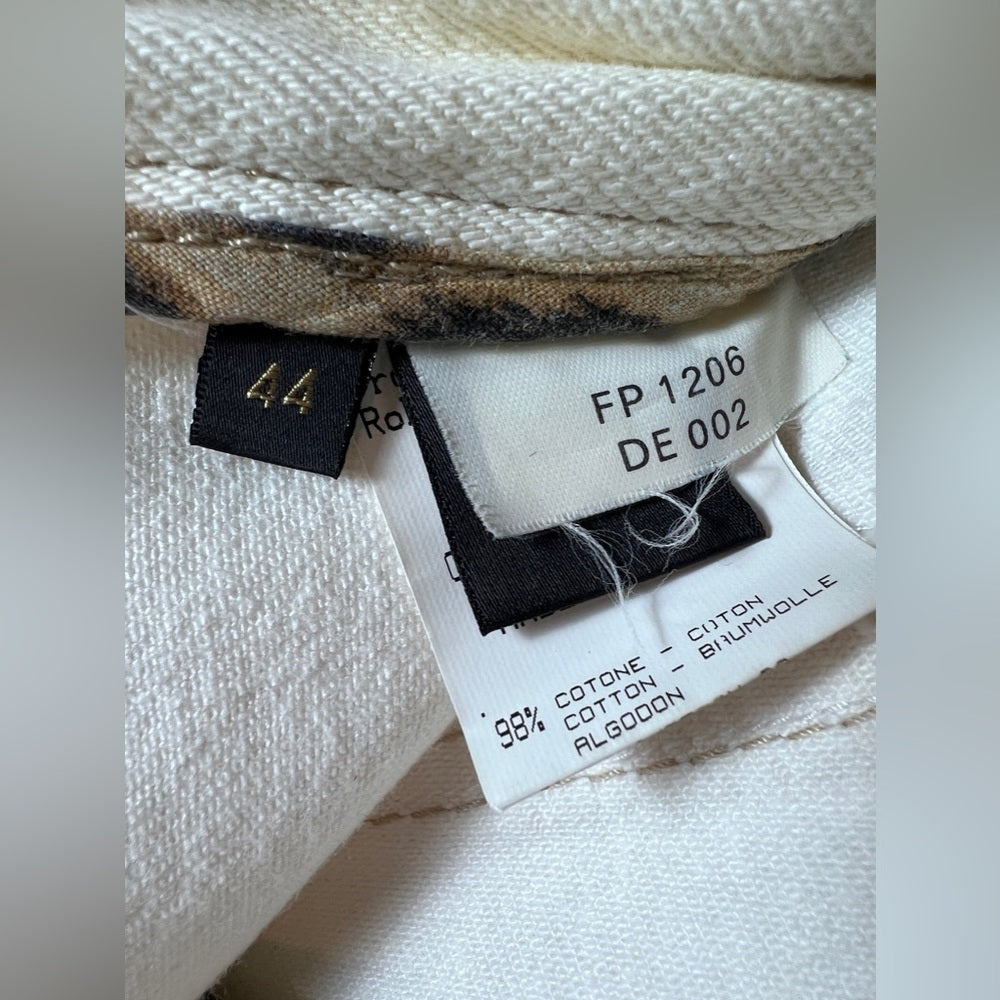 44
FP 1206
DE 002
98% COTONE - COTON
COTTON - BAUMWOLLE
ALGODON